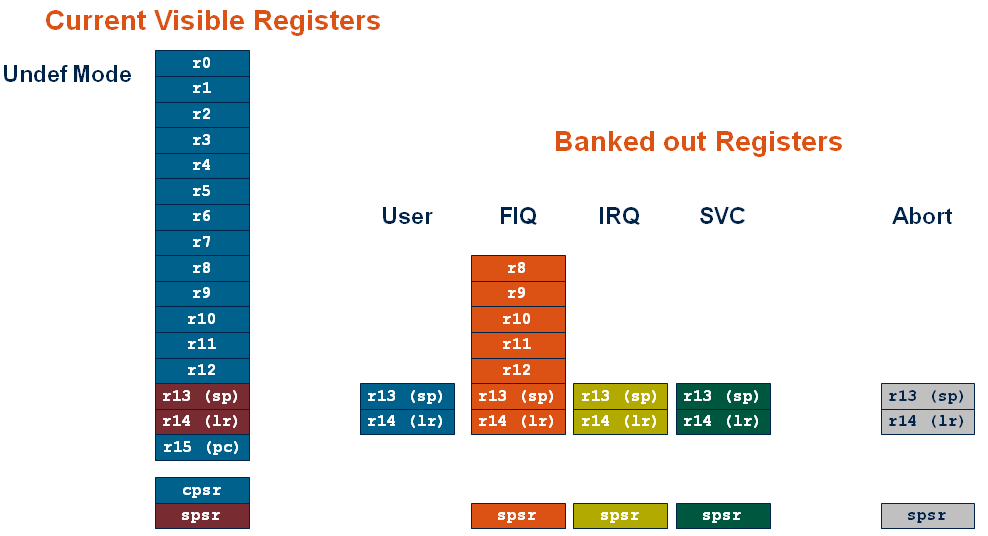 Current Visible Registers
Undef Mode
r0
r1
r2
r3
r4
r5
r6
r7
r8
r9
r10
r11
r12
r13 (sp)
r14 (lr)
r15 (pc)
cpsr
spsr
Banked out Registers
User
r13 (sp)
r14 (lr)
FIQ
r8
r9
r10
r11
r12
r13 (sp)
r14 (lr)
spsr
IRQ
r13 (sp)
r14 (lr)
spsr
SVC
r13 (sp)
r14 (lr)
spsr
Abort
r13 (sp)
r14 (lr)
spsr